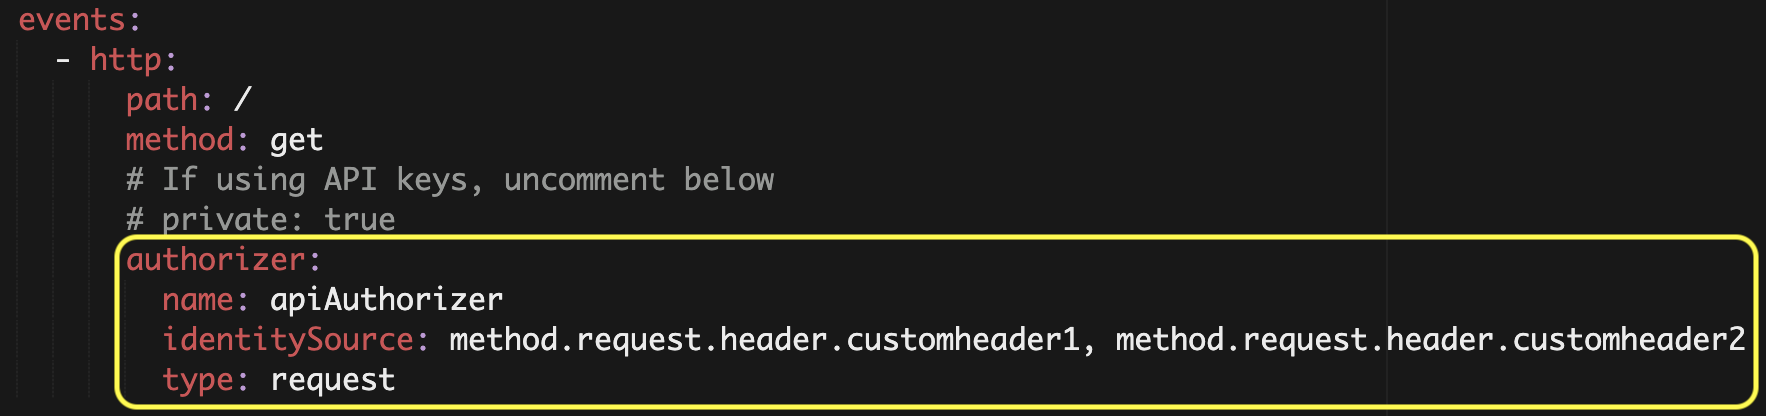 events:
- http:
path: /
method: get
# If using API keys, uncomment below
# private: true
authorizer:
name: apiAuthorizer
identitySource: method.request.header.customheader1, method.request.header.customheader2
type: request